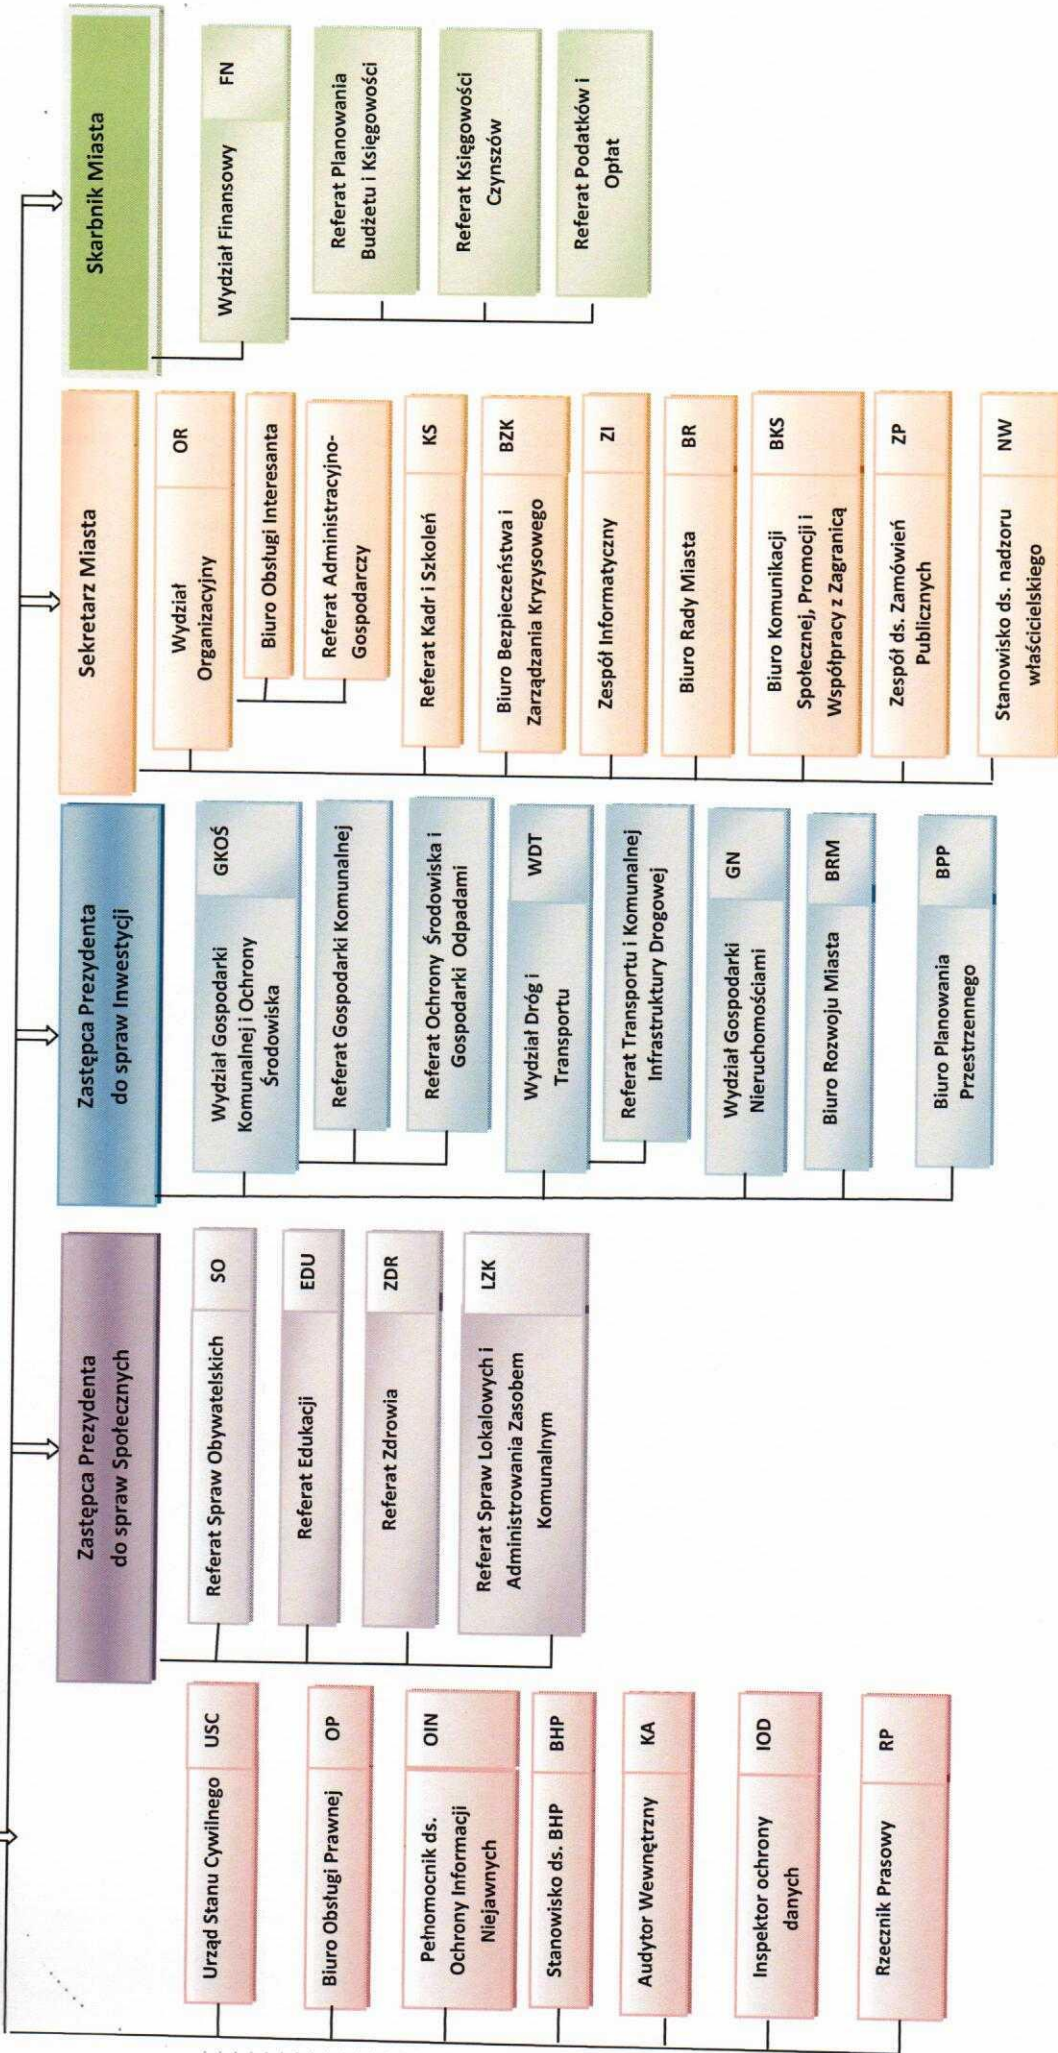 USC
Urząd Stanu Cywilnego
OP
Biuro Obsługi Prawnej
OIN
Pełnomocnik ds.
Ochrony Informacji
Niejawnych
BHP
Stanowisko ds. BHP
KA
Audytor Wewnętrzny
IOD
Inspektor ochrony
danych
RP
Rzecznik Prasowy
Zastępca Prezydenta
do spraw Społecznych
SO
Referat Spraw Obywatelskich
EDU
Referat Edukacji
ZDR
Referat Zdrowia
LZK
Referat Spraw Lokalowych i
Administrowania Zasobem
Komunalnym
Zastępca Prezydenta
do spraw Inwestycji
GKOŚ
Wydział Gospodarki
Komunalnej i Ochrony
Środowiska
Referat Gospodarki Komunalnej
Referat Ochrony Środowiska i
Gospodarki Odpadami
WDT
Wydział Dróg i
Transportu
Referat Transportu i Komunalnej
Infrastruktury Drogowej
GN
Wydział Gospodarki
Nieruchomościami
BRM
Biuro Rozwoju Miasta
BPP
Biuro Planowania
Przestrzennego
Sekretarz Miasta
OR
Wydział
Organizacyjny
Biuro Obsługi Interesanta
Referat Administracyjno-
Gospodarczy
KS
Referat Kadr i Szkoleń
BZK
Biuro Bezpieczeństwa i
Zarządzania Kryzysowego
ZI
Zespół Informatyczny
BR
Biuro Rady Miasta
BKS
Biuro Komunikacji
Społecznej, Promocji i
Współpracy z Zagranicą
ZP
Zespół ds. Zamówień
Publicznych
NW
Stanowisko ds. nadzoru
właścicielskiego
Skarbnik Miasta
FN
Wydział Finansowy
Referat Planowania
Budżetu i Księgowości
Referat Księgowości
Czynszów
Referat Podatków i
Opłat